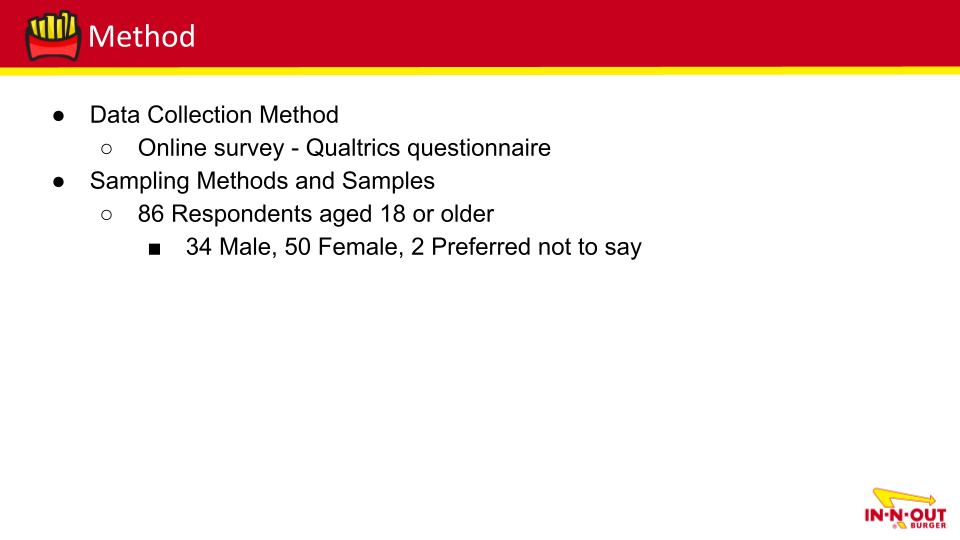 Method
● Data Collection Method
○ Online survey - Qualtrics questionnaire
● Sampling Methods and Samples
○ 86 Respondents aged 18 or older
■ 34 Male, 50 Female, 2 Preferred not to say
IN-N-OUT
® BURGER